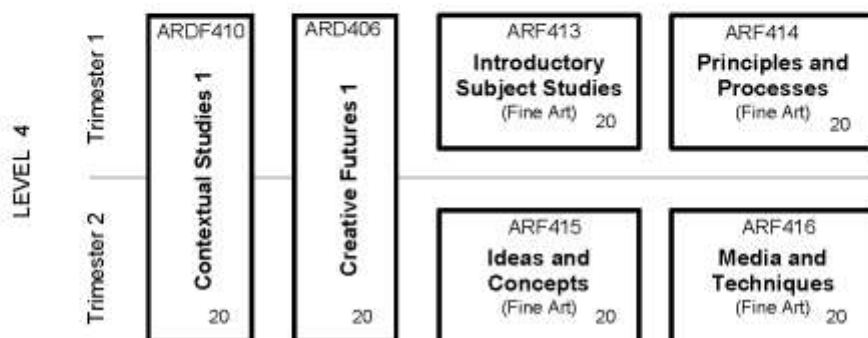 LEVEL 4
Trimester 1
Trimester 2
ARDF410
Contextual Studies 1
20
ARD406
Creative Futures 1
20
ARF413
Introductory
Subject Studies
(Fine Art) 20
ARF414
Principles and
Processes
(Fine Art) 20
ARF415
Ideas and
Concepts
(Fine Art) 20
ARF416
Media and
Techniques
(Fine Art) 20